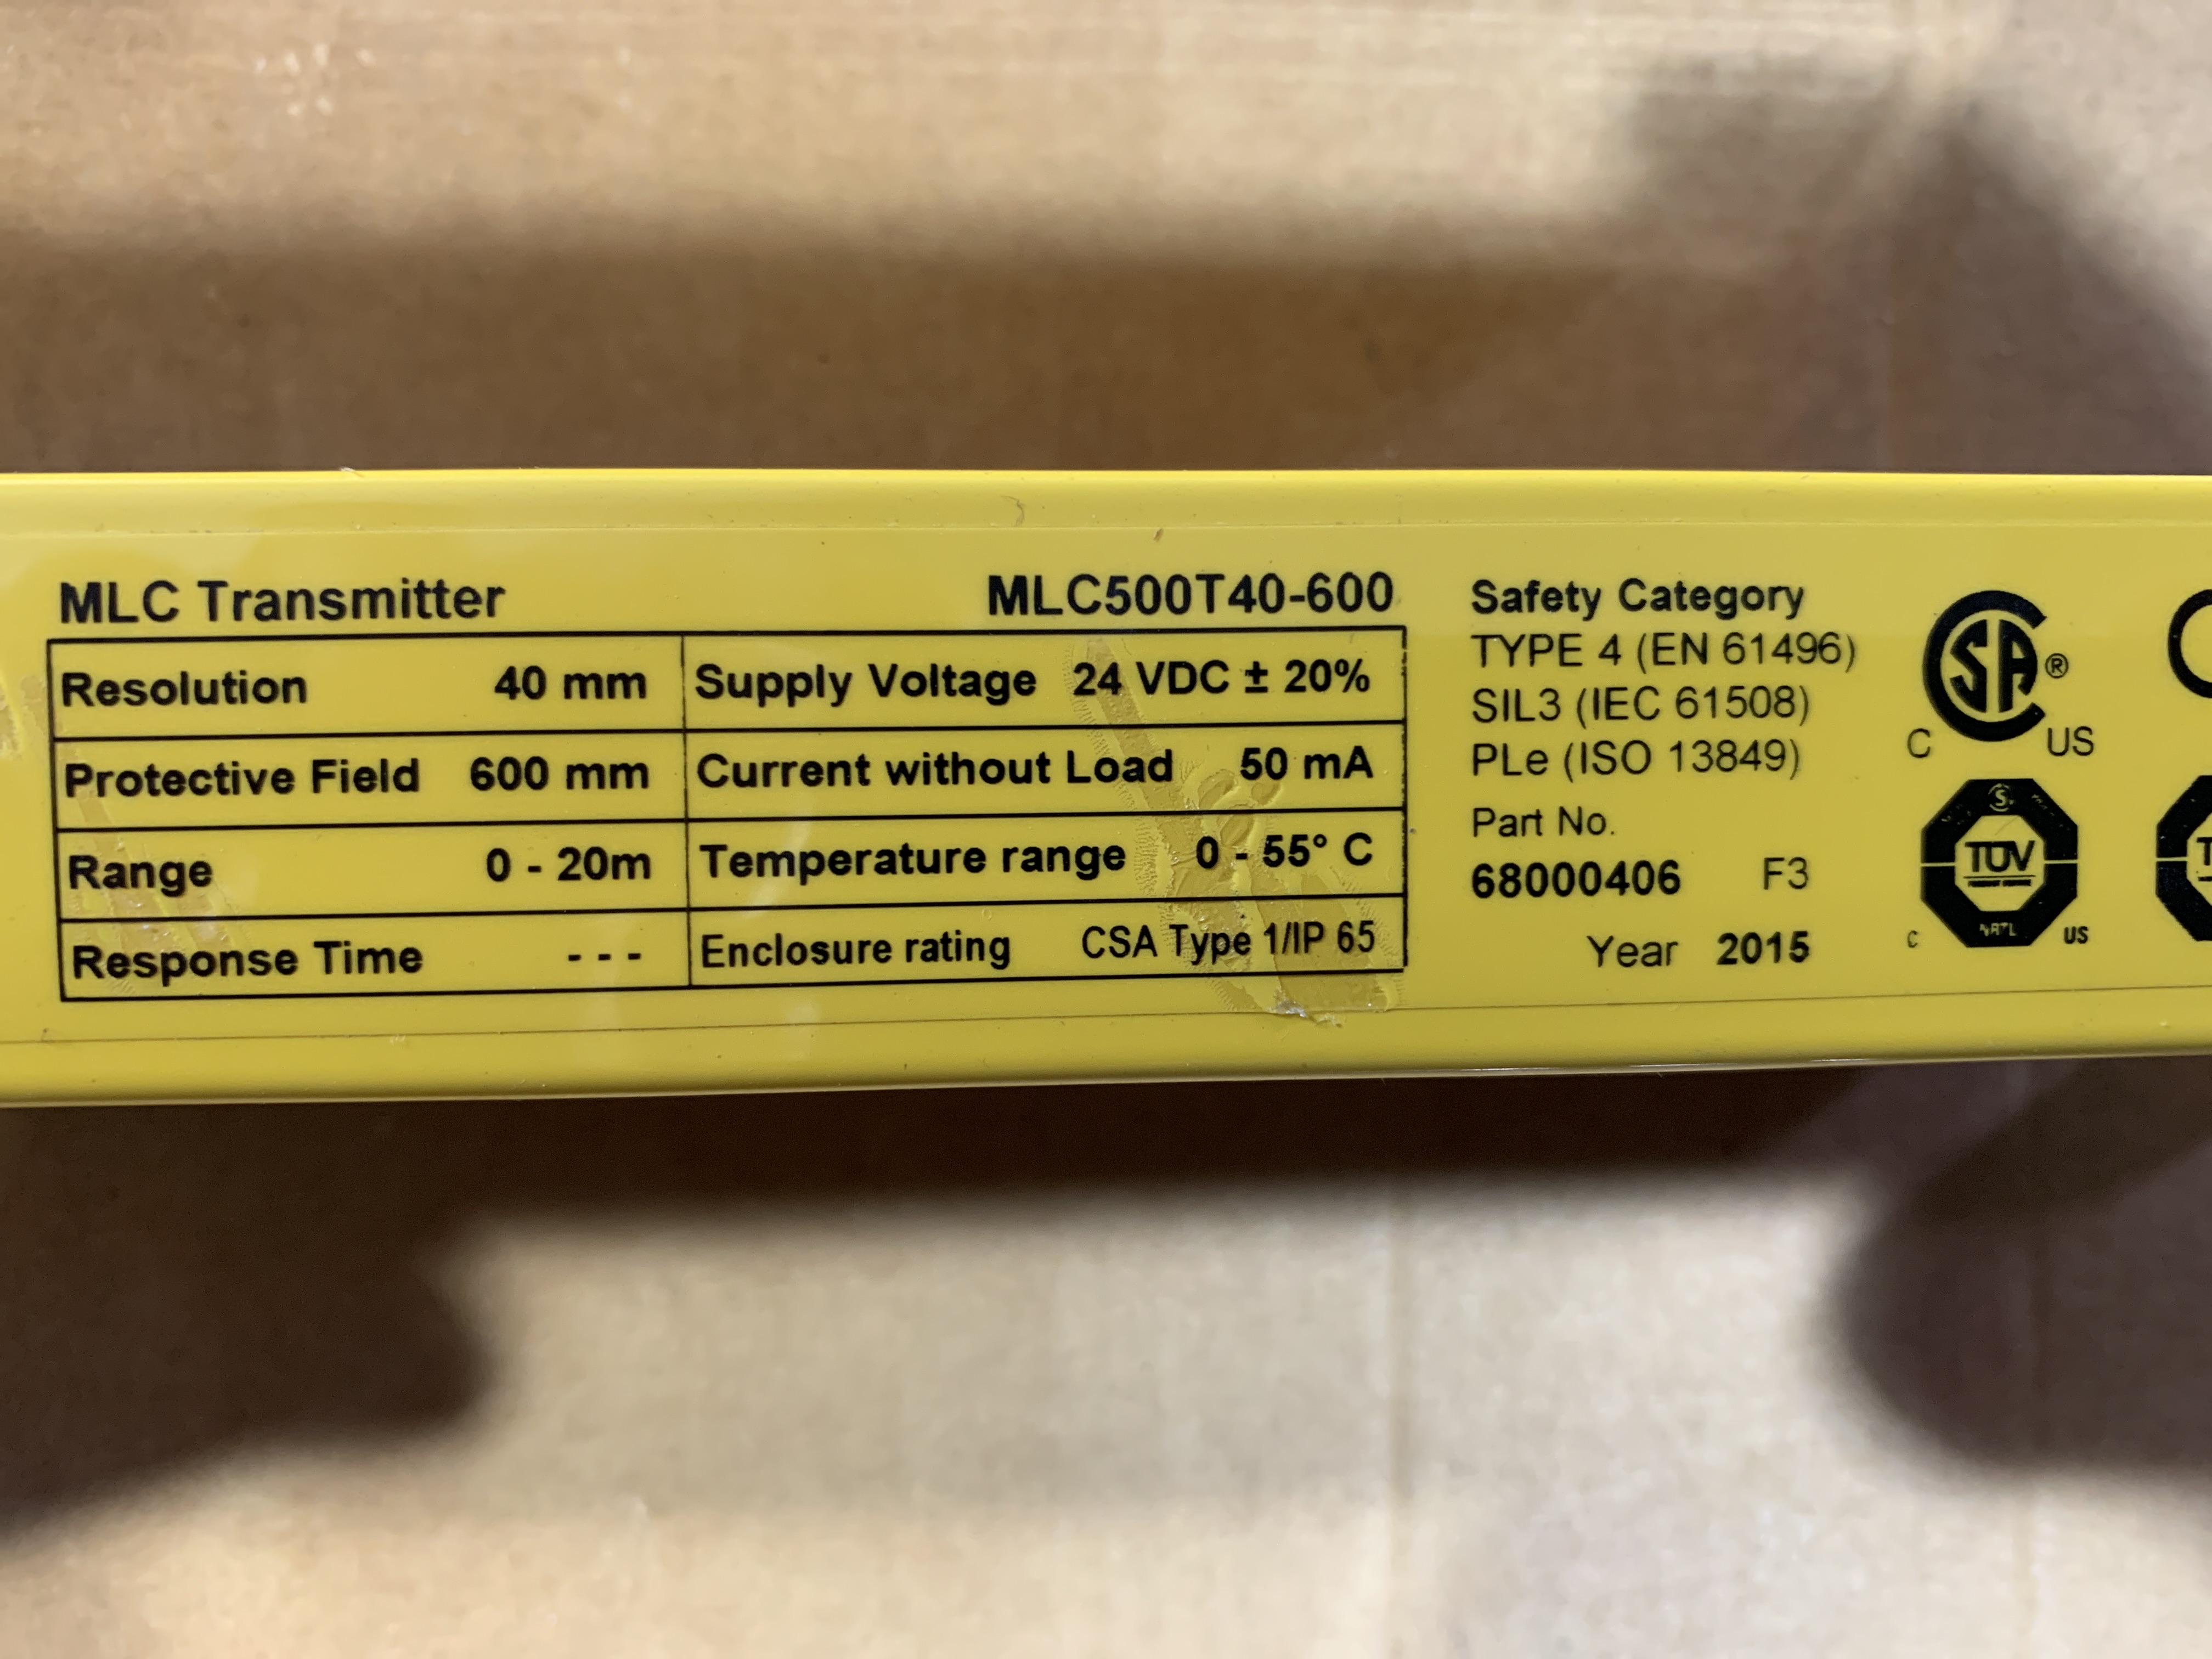 MLC Transmitter MLC500T40-600
Resolution 40 mm Supply Voltage 24 VDC ± 20%
Protective Field 600 mm Current without Load 50 mA
Range 0 - 20m Temperature range 0 - 55° C
Response Time - - - Enclosure rating CSA Type 1/IP 65
Safety Category
TYPE 4 (EN 61496)
SIL3 (IEC 61508)
PLe (ISO 13849)
Part No.
68000406 F3
Year 2015
SA ®
C US
S
TÜV
NRTL
C US